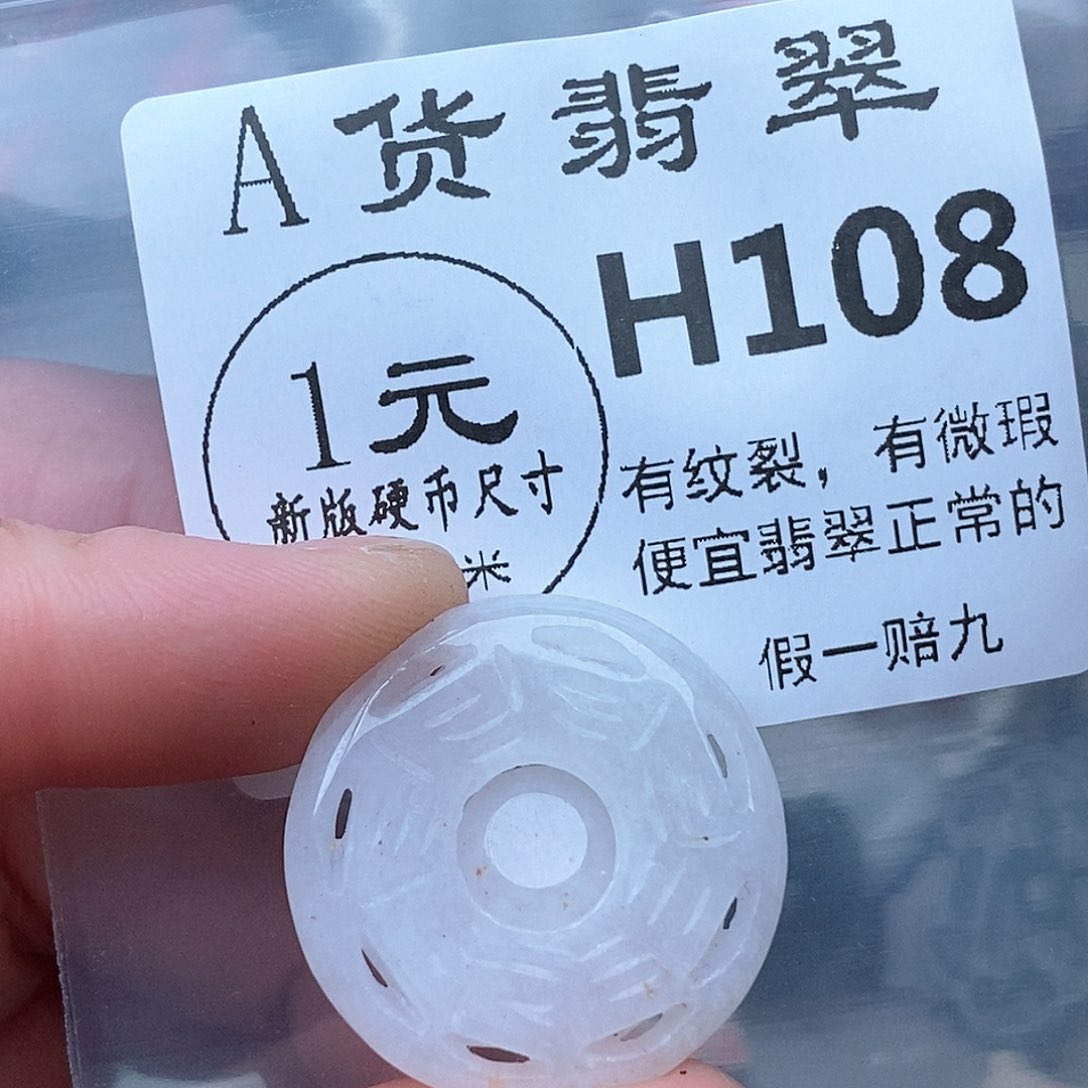 A货翡翠
H108
1元
新版硬币尺寸
米
有纹裂，有微瑕
便宜翡翠正常的
假一赔九